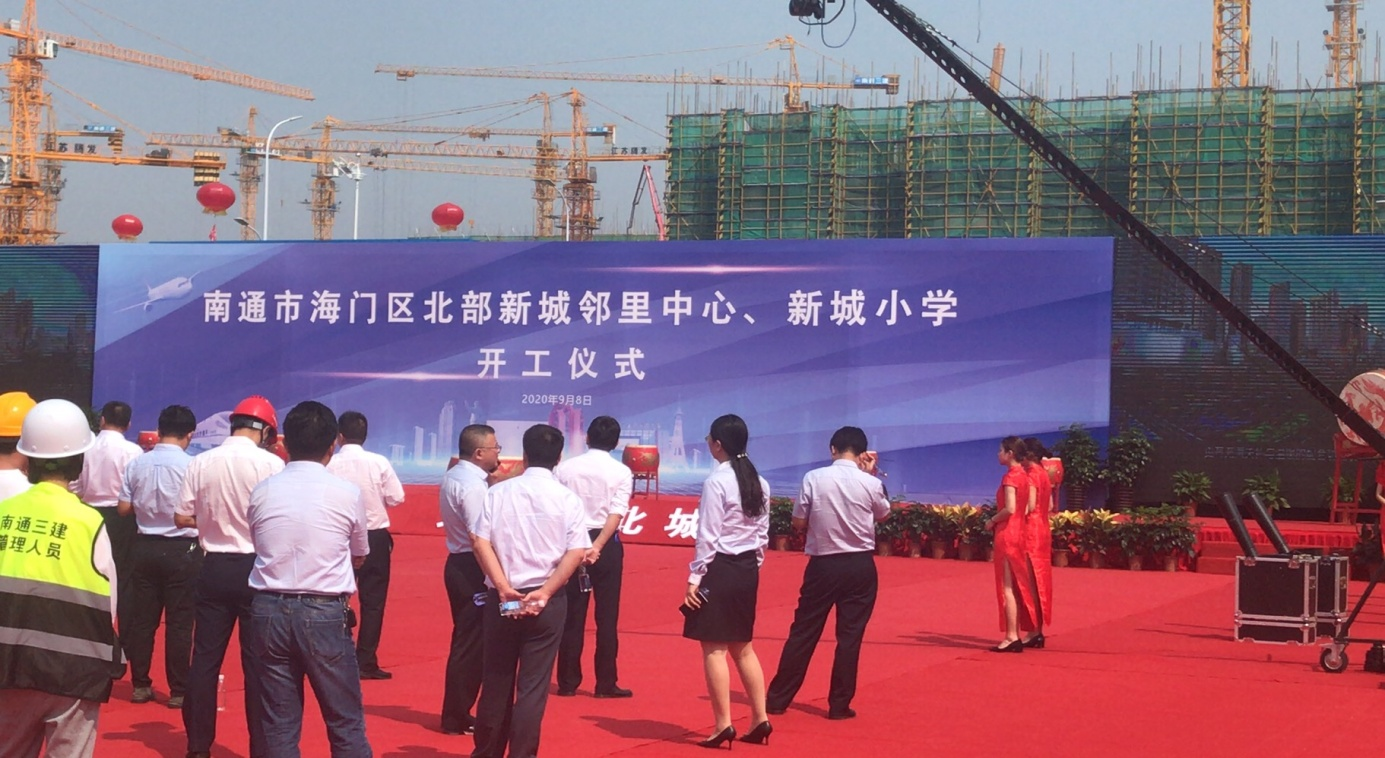 南通市海门区北部新城邻里中心、新城小学
开工仪式
2020年9月8日
北城
南通三建
管理人员